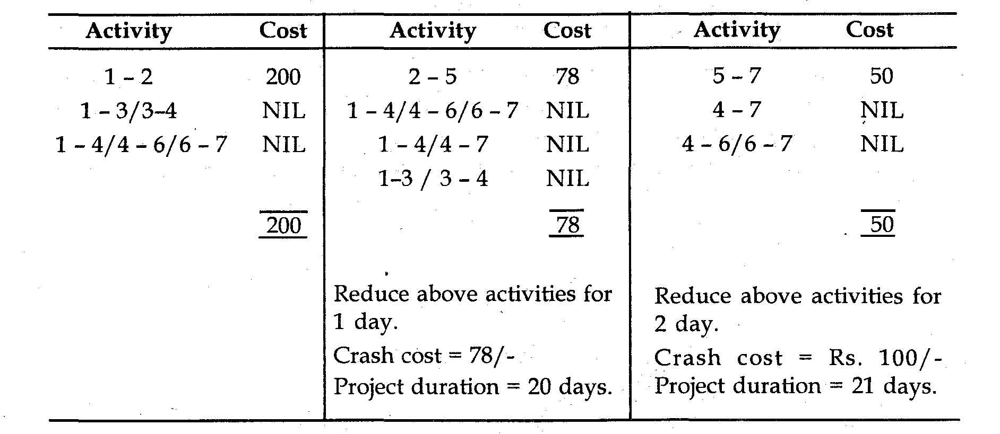 Activity Cost Activity Cost Activity Cost
1 – 2 200 2 – 5 78 5 – 7 50
1 – 3/3–4 NIL 1 – 4/4 – 6/6 – 7 NIL 4 – 7 NIL
1 – 4/4 – 6/6 – 7 NIL 1 – 4/4 – 7 NIL 4 – 6/6 – 7 NIL
1–3 / 3 – 4 NIL
200 78 50
Reduce above activities for
1 day.
Crash cost = 78/-
Project duration = 20 days.
Reduce above activities for
2 day.
Crash cost = Rs. 100/-
Project duration = 21 days.